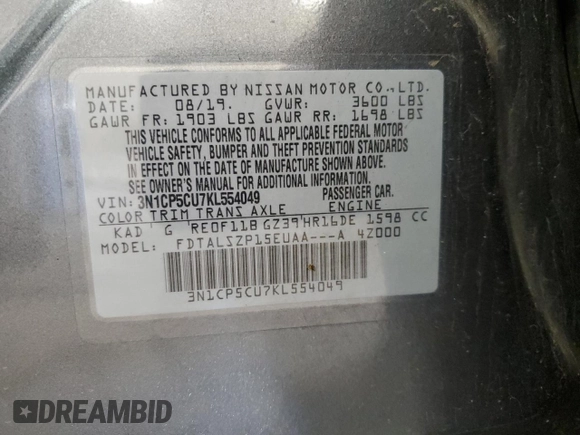 MANUFACTURED BY NISSAN MOTOR CO.,LTD.
DATE: 08/19. GVWR: 3600 LBS
GAWR FR: 1903 LBS GAWR RR: 1698 LBS
THIS VEHICLE CONFORMS TO ALL APPLICABLE FEDERAL MOTOR
VEHICLE SAFETY, BUMPER AND THEFT PREVENTION STANDARDS
IN EFFECT ON THE DATE OF MANUFACTURE SHOWN ABOVE.
SEE OWNER'S MANUAL FOR ADDITIONAL INFORMATION.
VIN: 3N1CP5CU7KL554049 PASSENGER CAR.
COLOR TRIM TRANS AXLE ENGINE
KAD G RE0F11B GZ39 HR16DE 1598 CC
MODEL: FDTALSZP15EUAA---A 4Z000
3N1CP5CU7KL554049
DREAMBID